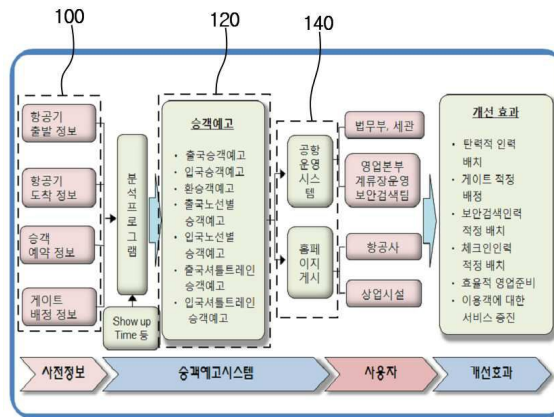 100
120
140
항공기
출발 정보
항공기
도착 정보
승객
예약 정보
게이트
배정 정보
분석프로그램
Show up
Time 등
승객예고
• 출국승객예고
• 입국승객예고
• 환승객예고
• 출국노선별
승객예고
• 입국노선별
승객예고
• 출국셔틀트레인
승객예고
• 입국셔틀트레인
승객예고
공항
운영
시스
템
홈페
이지
게시
법무부, 세관
영업본부
계류장운영
보안검색팀
항공사
상업시설
개선 효과
• 탄력적 인력
배치
• 게이트 적정
배정
• 보안검색인력
적정 배치
• 체크인인력
적정 배치
• 효율적 영업준비
• 이용객에 대한
서비스 증진
사전정보
승객예고시스템
사용자
개선효과